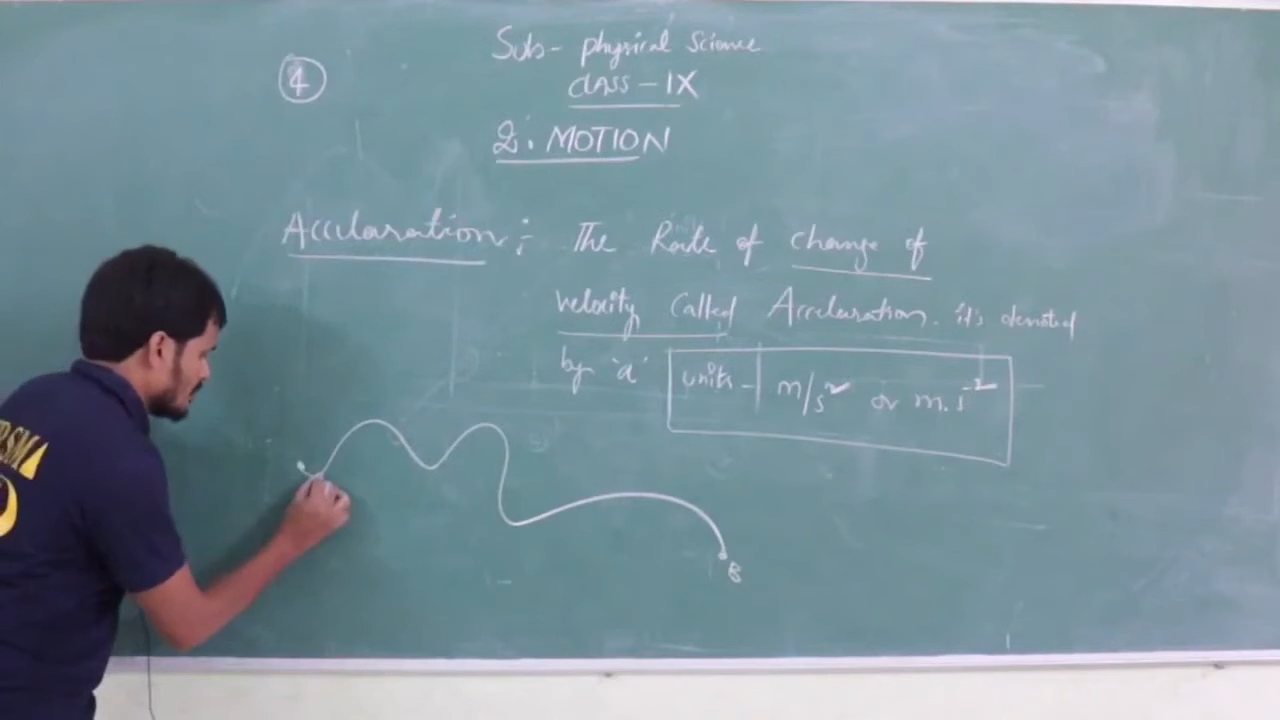 4
Sub- physical Science
CLASS - IX
2. MOTION
Accelaration :- The Rate of change of
velocity called Acceleration. it's denoted
by 'a' units - m/s² or m.s⁻²
B